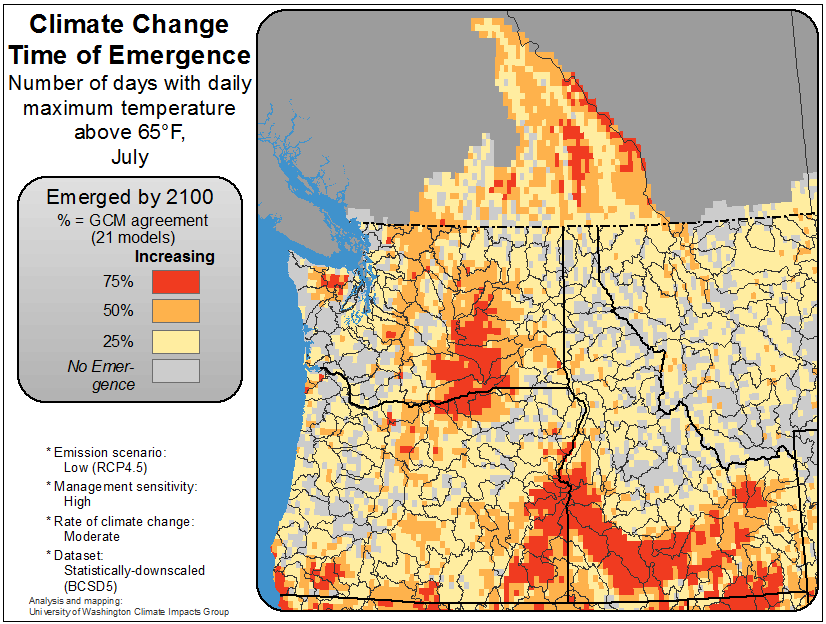 Climate Change
Time of Emergence
Number of days with daily
maximum temperature
above 65°F,
July
Emerged by 2100
% = GCM agreement
(21 models)
Increasing
75%
50%
25%
No Emer-
gence
* Emission scenario:
Low (RCP4.5)
* Management sensitivity:
High
* Rate of climate change:
Moderate
* Dataset:
Statistically-downscaled
(BCSD5)
Analysis and mapping:
University of Washington Climate Impacts Group